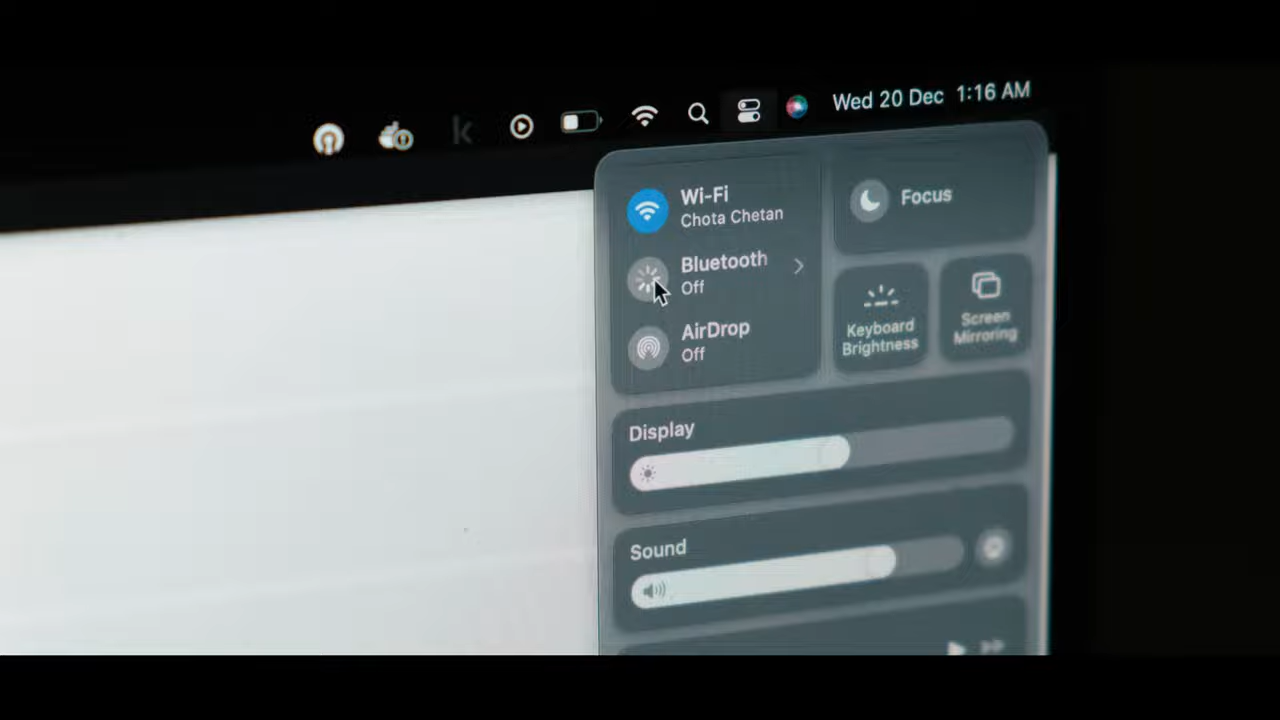 k
Wed 20 Dec 1:16 AM
Wi-Fi
Chota Chetan
Focus
Bluetooth
Off
Keyboard
Brightness
Screen
Mirroring
AirDrop
Off
Display
Sound